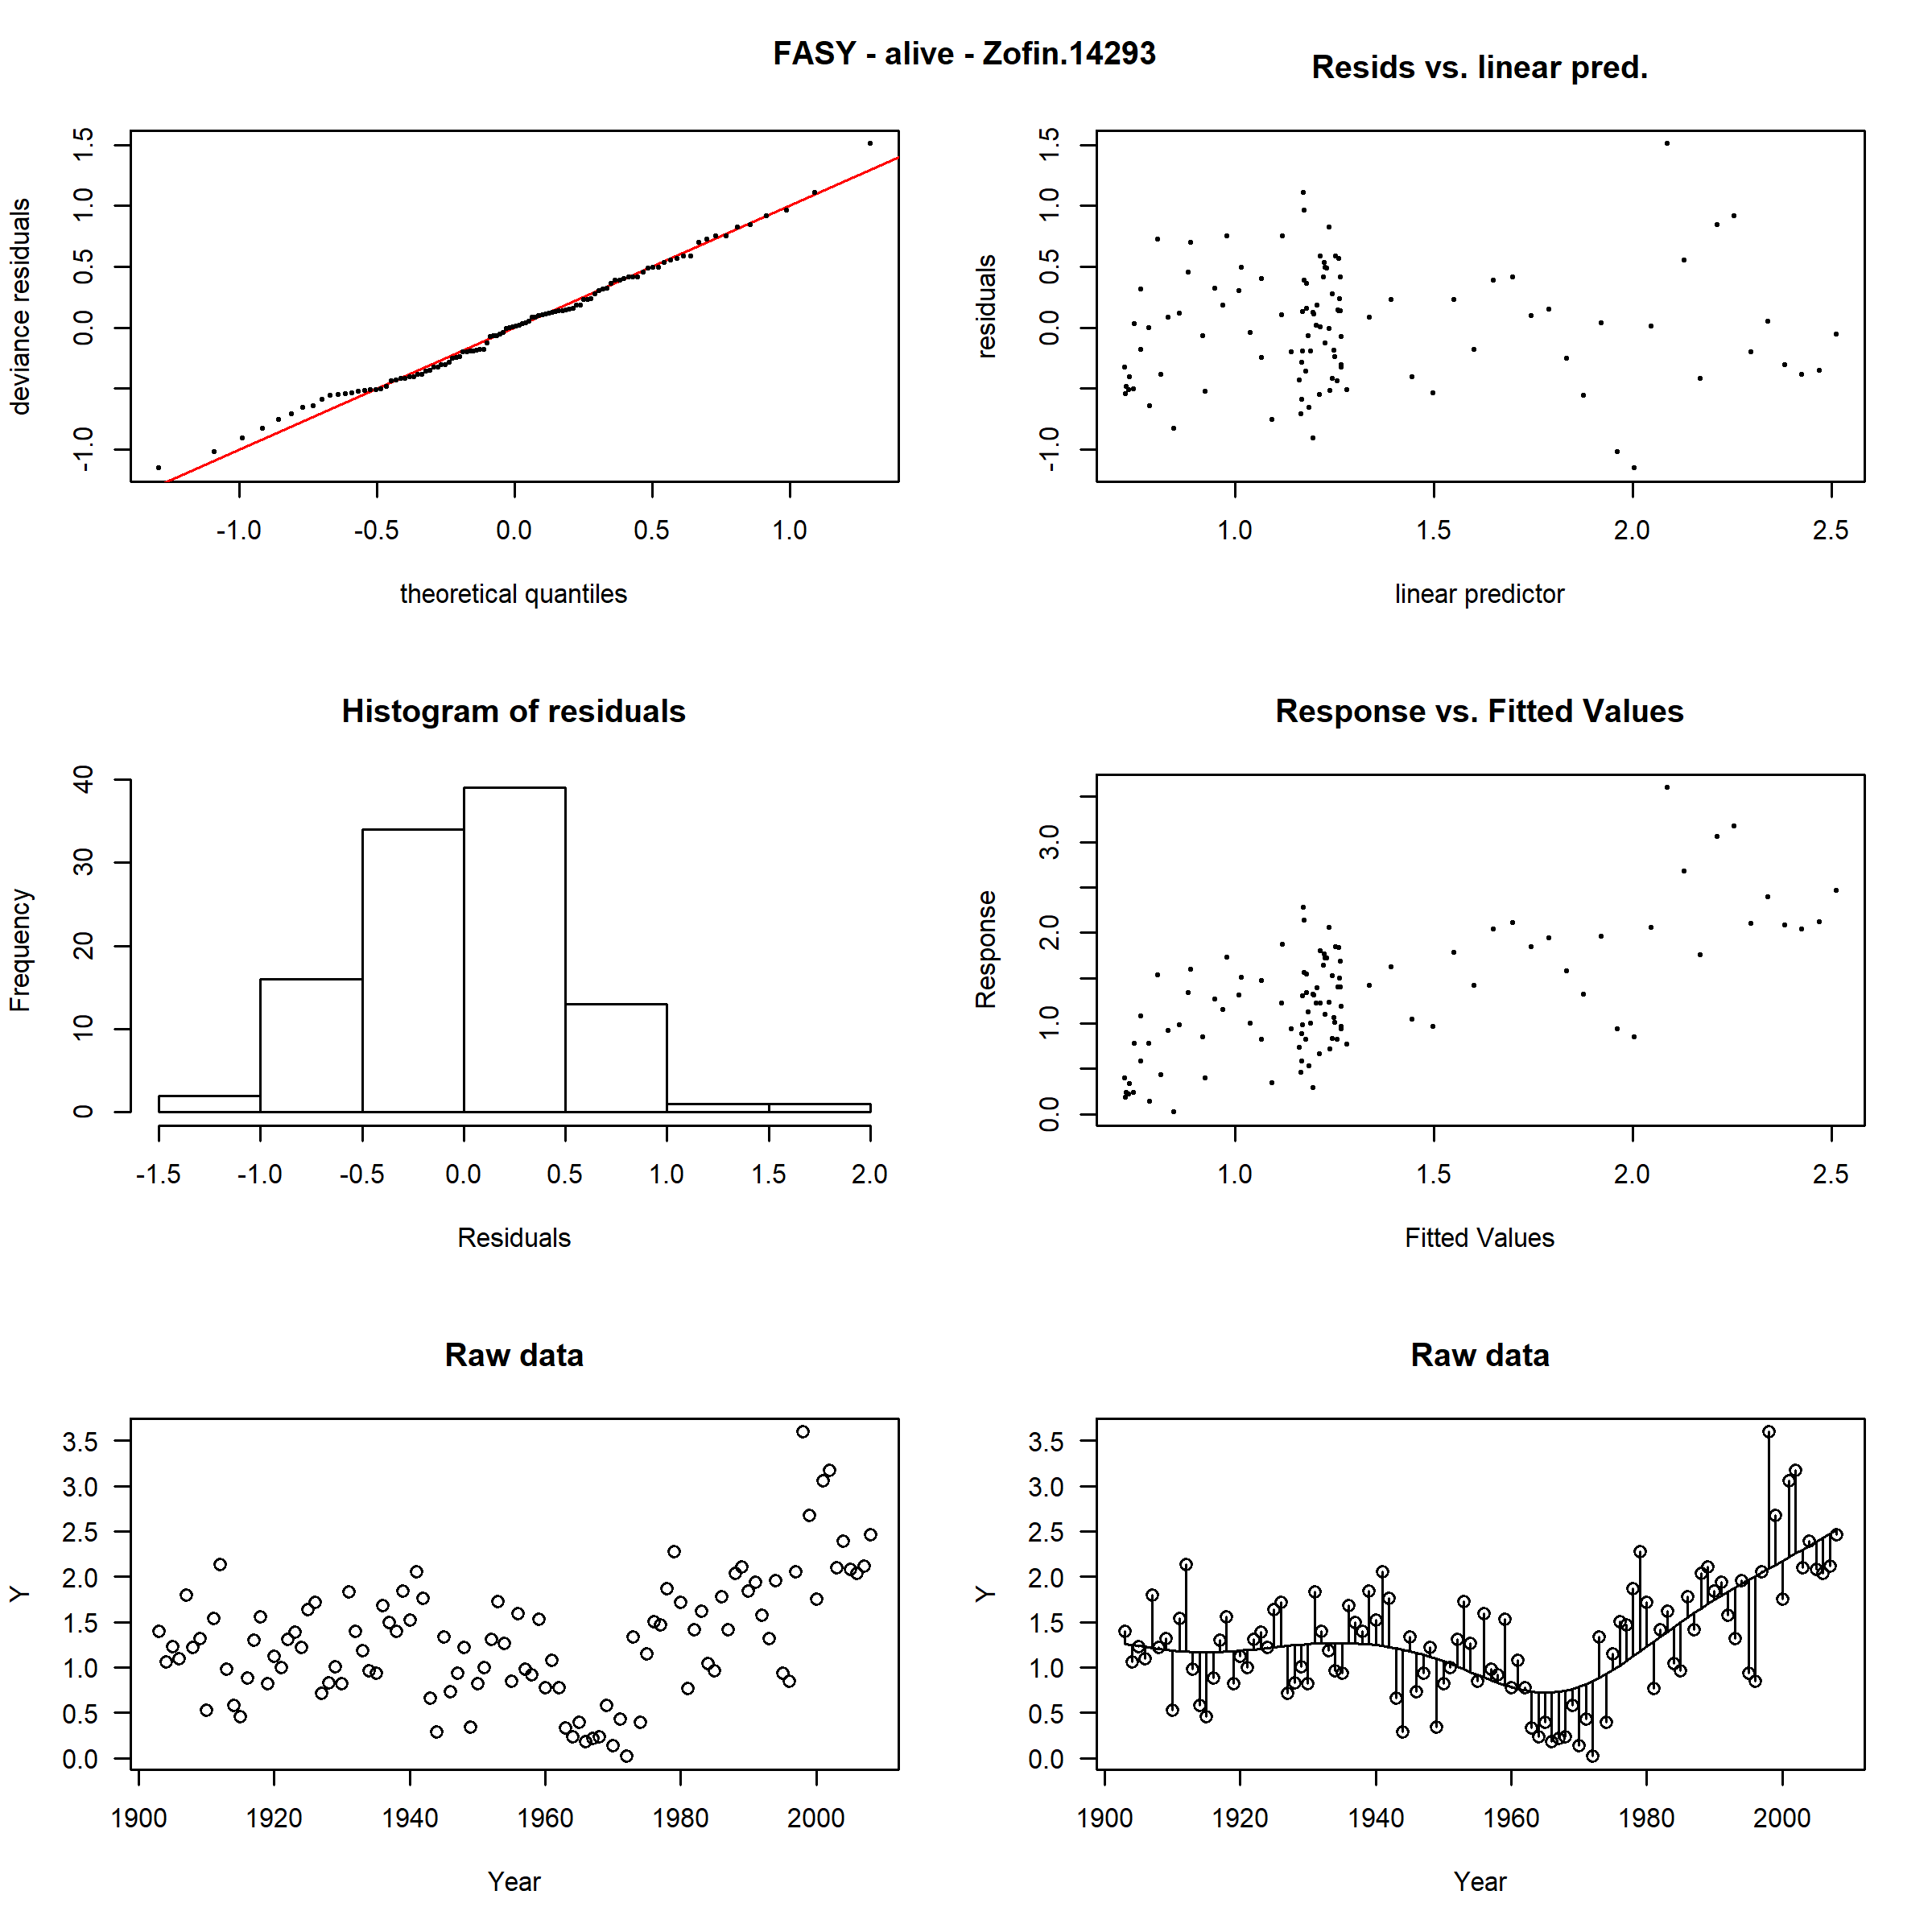 FASY - alive - Zofin.14293
Resids vs. linear pred.
deviance residuals
-1.0 0.0 0.5 1.0 1.5
-1.0 -0.5 0.0 0.5 1.0
theoretical quantiles
residuals
-1.0 0.0 0.5 1.0 1.5
1.0 1.5 2.0 2.5
linear predictor
Histogram of residuals
Frequency
0 10 20 30 40
-1.5 -1.0 -0.5 0.0 0.5 1.0 1.5 2.0
Residuals
Response vs. Fitted Values
Response
0.0 1.0 2.0 3.0
1.0 1.5 2.0 2.5
Fitted Values
Raw data
Y
3.5
3.0
2.5
2.0
1.5
1.0
0.5
0.0
1900 1920 1940 1960 1980 2000
Year
Raw data
Y
3.5
3.0
2.5
2.0
1.5
1.0
0.5
0.0
1900 1920 1940 1960 1980 2000
Year